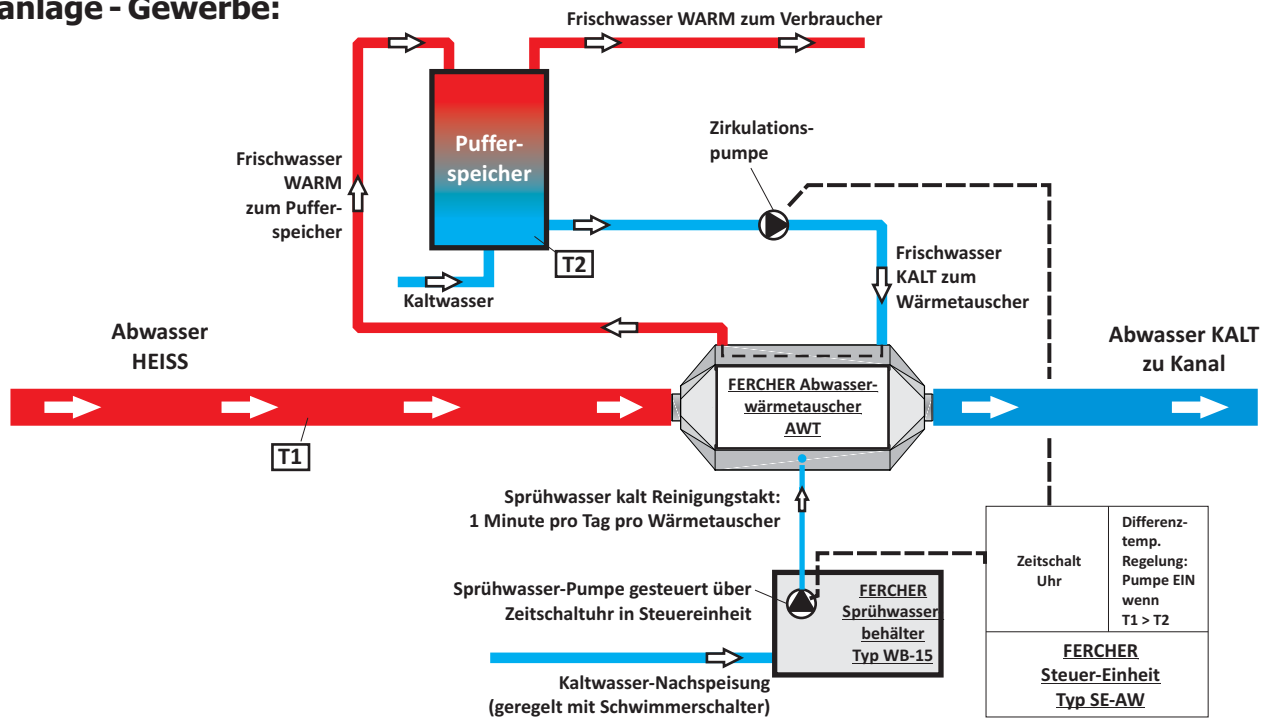 anlage - Gewerbe:
Frischwasser WARM zum Verbraucher
Puffer-
speicher
Zirkulations-
pumpe
Frischwasser
WARM
zum Puffer-
speicher
T2
Frischwasser
KALT zum
Wärmetauscher
Kaltwasser
Abwasser
HEISS
Abwasser KALT
zu Kanal
FERCHER Abwasser-
wärmetauscher
AWT
T1
Sprühwasser kalt Reinigungstakt:
1 Minute pro Tag pro Wärmetauscher
Zeitschalt
Uhr
Differenz-
temp.
Regelung:
Pumpe EIN
wenn
T1 > T2
Sprühwasser-Pumpe gesteuert über
Zeitschaltuhr in Steuereinheit
FERCHER
Sprühwasser
behälter
Typ WB-15
FERCHER
Steuer-Einheit
Typ SE-AW
Kaltwasser-Nachspeisung
(geregelt mit Schwimmerschalter)